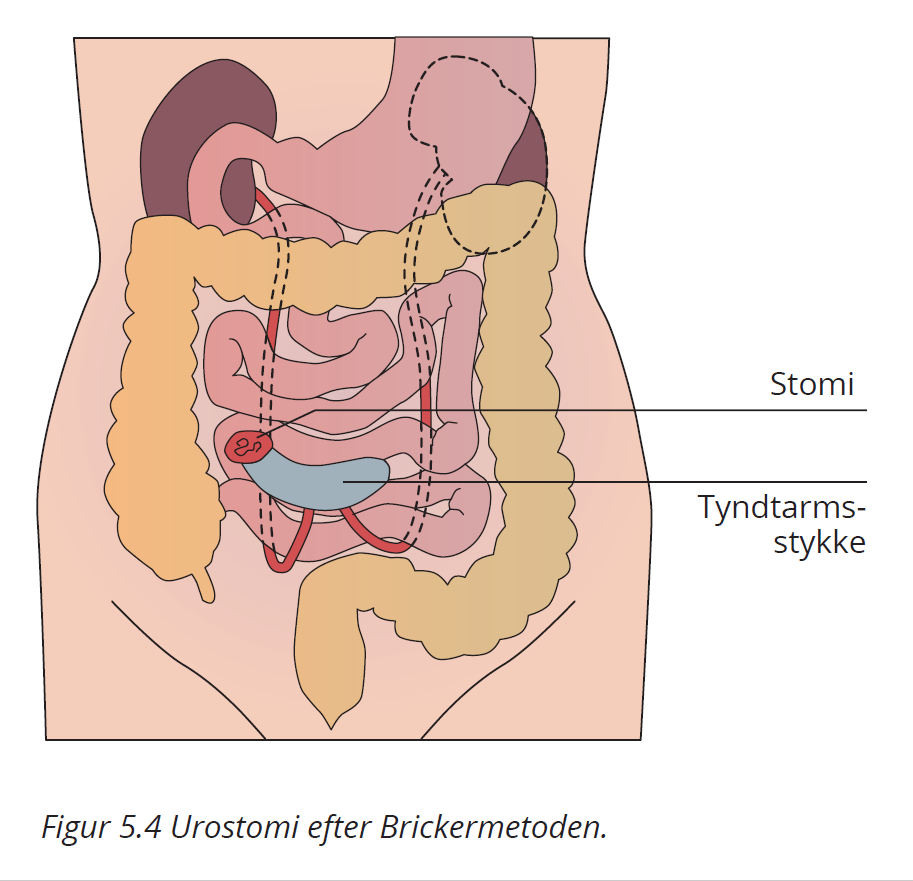 Stomi
Tyndtarms-
stykke
Figur 5.4 Urostomi efter Brickermetoden.